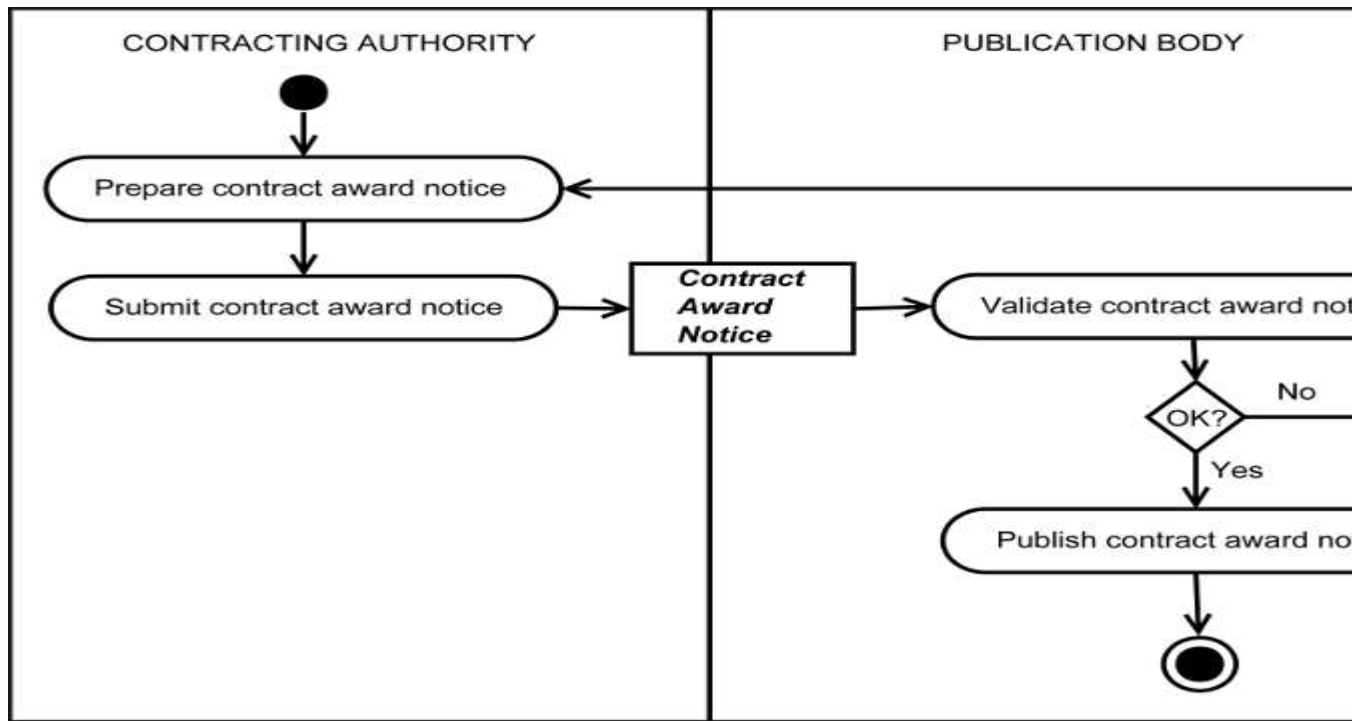 CONTRACTING AUTHORITY
PUBLICATION BODY
Prepare contract award notice
Submit contract award notice
Contract
Award
Notice
Validate contract award not
No
OK?
Yes
Publish contract award no